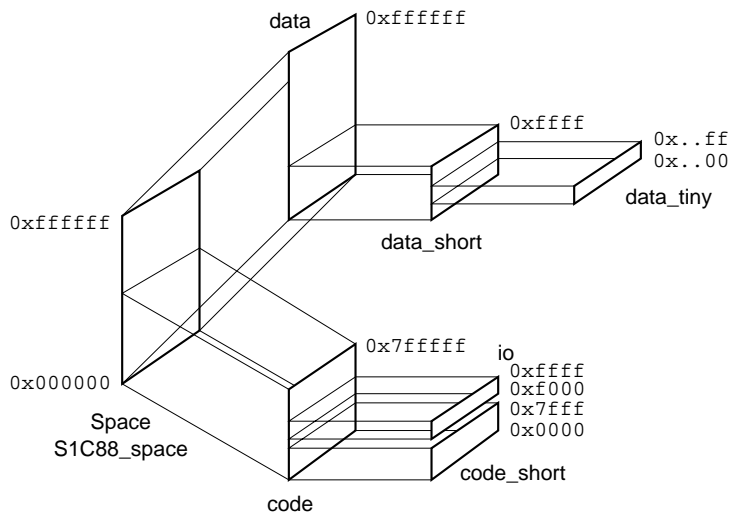 data
0xffffff
0xffff
0x..ff
0x..00
data_tiny
data_short
0xffffff
0x000000
Space
S1C88_space
0x7fffff
io
0xffff
0xf000
0x7fff
0x0000
code_short
code